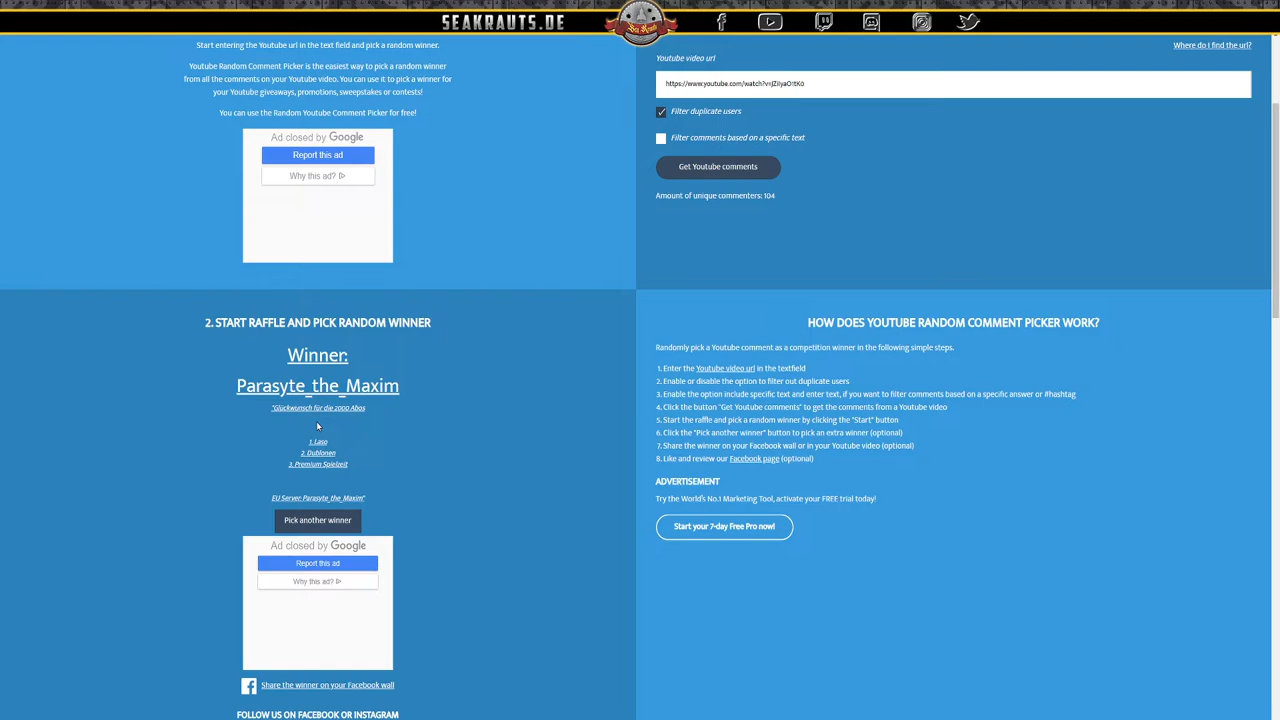 SEAKRAUTS.DE
Start entering the Youtube url in the text field and pick a random winner.
Youtube Random Comment Picker is the easiest way to pick a random winner
from all the comments on your Youtube video. You can use it to pick a winner for
your Youtube giveaways, promotions, sweepstakes or contests!
You can use the Random Youtube Comment Picker for free!
Ad closed by Google
Report this ad
Why this ad?
Where do I find the url?
Youtube video url
Filter duplicate users
Filter comments based on a specific text
Get Youtube comments
Amount of unique commenters: 104
2. START RAFFLE AND PICK RANDOM WINNER
Winner:
Parasyte_the_Maxim
"Glückwunsch für die 2000 Abos
1. Laso
2. Dublonen
3. Premium Spielzeit
EU Server: Parasyte_the_Maxim"
Pick another winner
Ad closed by Google
Report this ad
Why this ad?
Share the winner on your Facebook wall
FOLLOW US ON FACEBOOK OR INSTAGRAM
HOW DOES YOUTUBE RANDOM COMMENT PICKER WORK?
Randomly pick a Youtube comment as a competition winner in the following simple steps.
1. Enter the Youtube video url in the textfield
2. Enable or disable the option to filter out duplicate users
3. Enable the option include specific text and enter text, if you want to filter comments based on a specific answer or #hashtag
4. Click the button "Get Youtube comments" to get the comments from a Youtube video
5. Start the raffle and pick a random winner by clicking the "Start" button
6. Click the "Pick another winner" button to pick an extra winner (optional)
7. Share the winner on your Facebook wall or in your Youtube video (optional)
8. Like and review our Facebook page (optional)
ADVERTISEMENT
Try the World's No.1 Marketing Tool, activate your FREE trial today!
Start your 7-day Free Pro now!